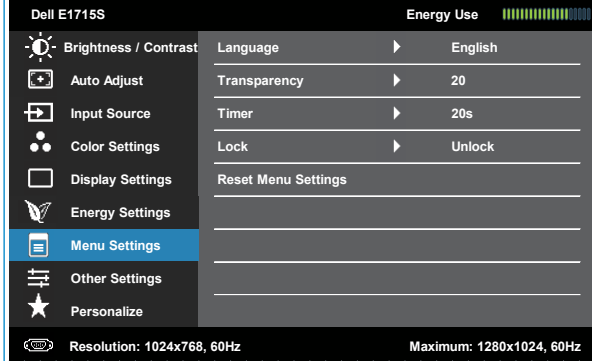 Dell E1715S Energy Use
Brightness / Contrast Language English
Auto Adjust Transparency 20
Input Source Timer 20s
Color Settings Lock Unlock
Display Settings Reset Menu Settings
Energy Settings
Menu Settings
Other Settings
Personalize
Resolution: 1024x768, 60Hz Maximum: 1280x1024, 60Hz